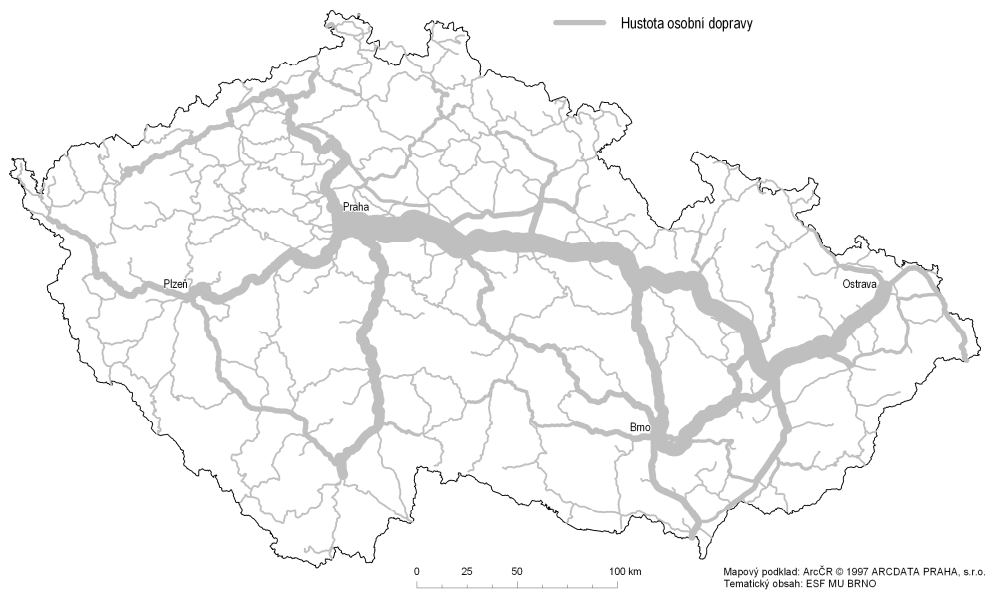 Hustota osobní dopravy
Praha
Plzeň
Ostrava
Brno
0 25 50 100 km
Mapový podklad: ArcČR © 1997 ARCDATA PRAHA, s.r.o.
Tematický obsah: ESF MU BRNO